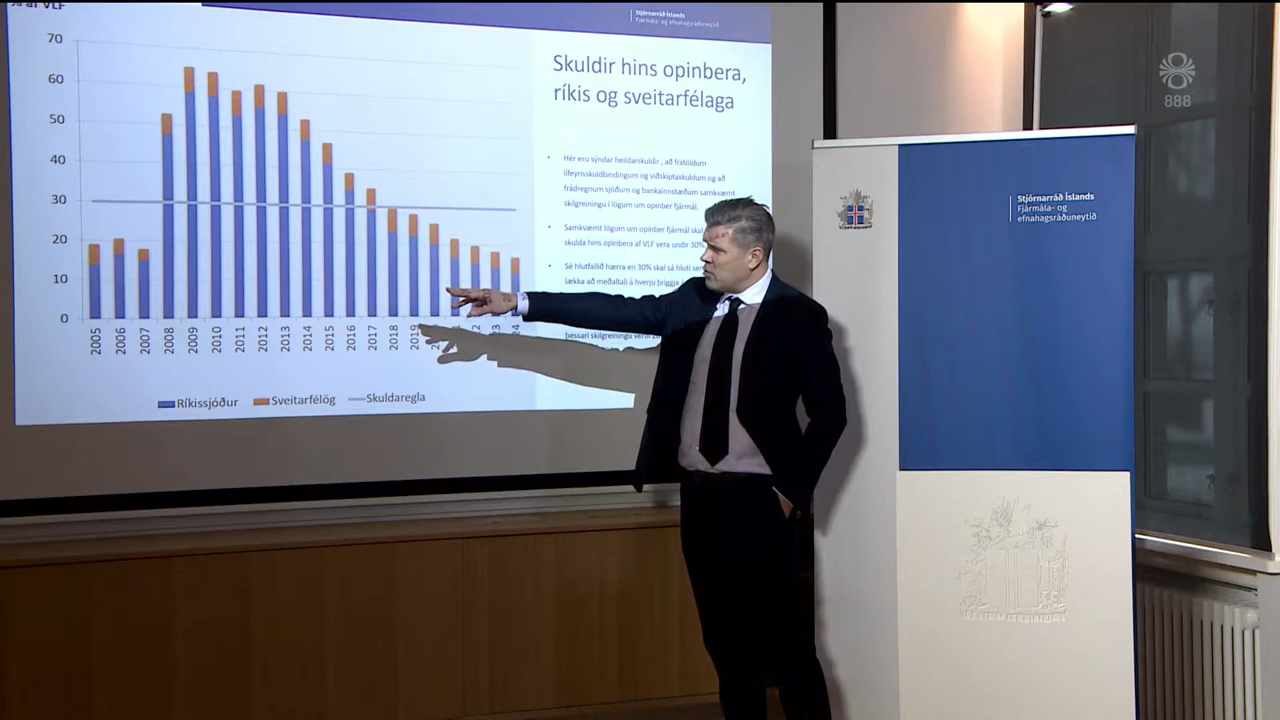 % af VLF
Stjórnarráð Íslands
Fjármála- og efnahagsráðuneytið
Skuldir hins opinbera,
ríkis og sveitarfélaga
70
60
50
40
30
20
10
0
2005
2006
2007
2008
2009
2010
2011
2012
2013
2014
2015
2016
2017
2018
2019
22
23
24
Ríkissjóður
Sveitarfélög
Skuldaregla
• Hér eru sýndar heildarskuldir , að frátöldum
lífeyrisskuldbindingum og viðskiptaskuldum og að
frádregnum sjóðum og bankainnstæðum samkvæmt
skilgreiningu í lögum um opinber fjármál.
• Samkvæmt lögum um opinber fjármál skal
skulda hins opinbera af VLF vera undir 30%
• Sé hlutfallið hærra en 30% skal sá hluti
lækka að meðaltali á hverju þriggja
þessari skilgreiningu verði
Stjórnarráð Íslands
Fjármála- og
efnahagsráðuneytið
888